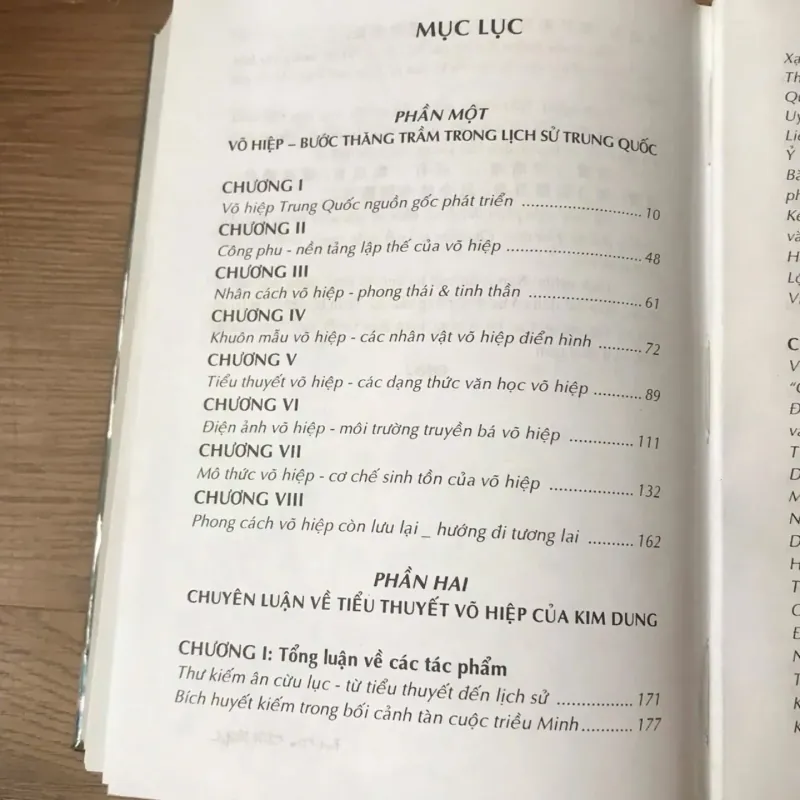 MỤC LỤC
PHẦN MỘT
VÕ HIỆP – BƯỚC THĂNG TRẦM TRONG LỊCH SỬ TRUNG QUỐC
CHƯƠNG I
Võ hiệp Trung Quốc nguồn gốc phát triển ........................ 10
CHƯƠNG II
Công phu - nền tảng lập thế của võ hiệp ........................ 48
CHƯƠNG III
Nhân cách võ hiệp - phong thái & tinh thần .................... 61
CHƯƠNG IV
Khuôn mẫu võ hiệp - các nhân vật võ hiệp điển hình .......... 72
CHƯƠNG V
Tiểu thuyết võ hiệp - các dạng thức văn học võ hiệp ........... 89
CHƯƠNG VI
Điện ảnh võ hiệp - môi trường truyền bá võ hiệp .............. 111
CHƯƠNG VII
Mô thức võ hiệp - cơ chế sinh tồn của võ hiệp .................. 132
CHƯƠNG VIII
Phong cách võ hiệp còn lưu lại _ hướng đi tương lai .......... 162
PHẦN HAI
CHUYÊN LUẬN VỀ TIỂU THUYẾT VÕ HIỆP CỦA KIM DUNG
CHƯƠNG I: Tổng luận về các tác phẩm
Thư kiếm ân cừu lục - từ tiểu thuyết đến lịch sử ................ 171
Bích huyết kiếm trong bối cảnh tàn cuộc triều Minh ........... 177